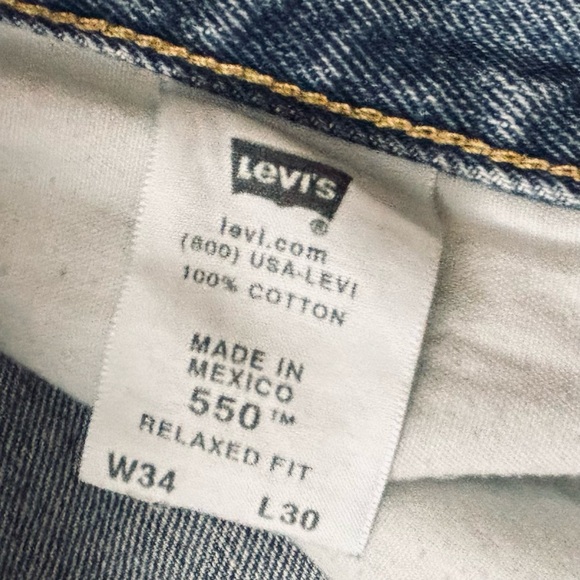 Levi's
®
levi.com
(800) USA-LEVI
100% COTTON
MADE IN
MEXICO
550™
RELAXED FIT
W34 L30